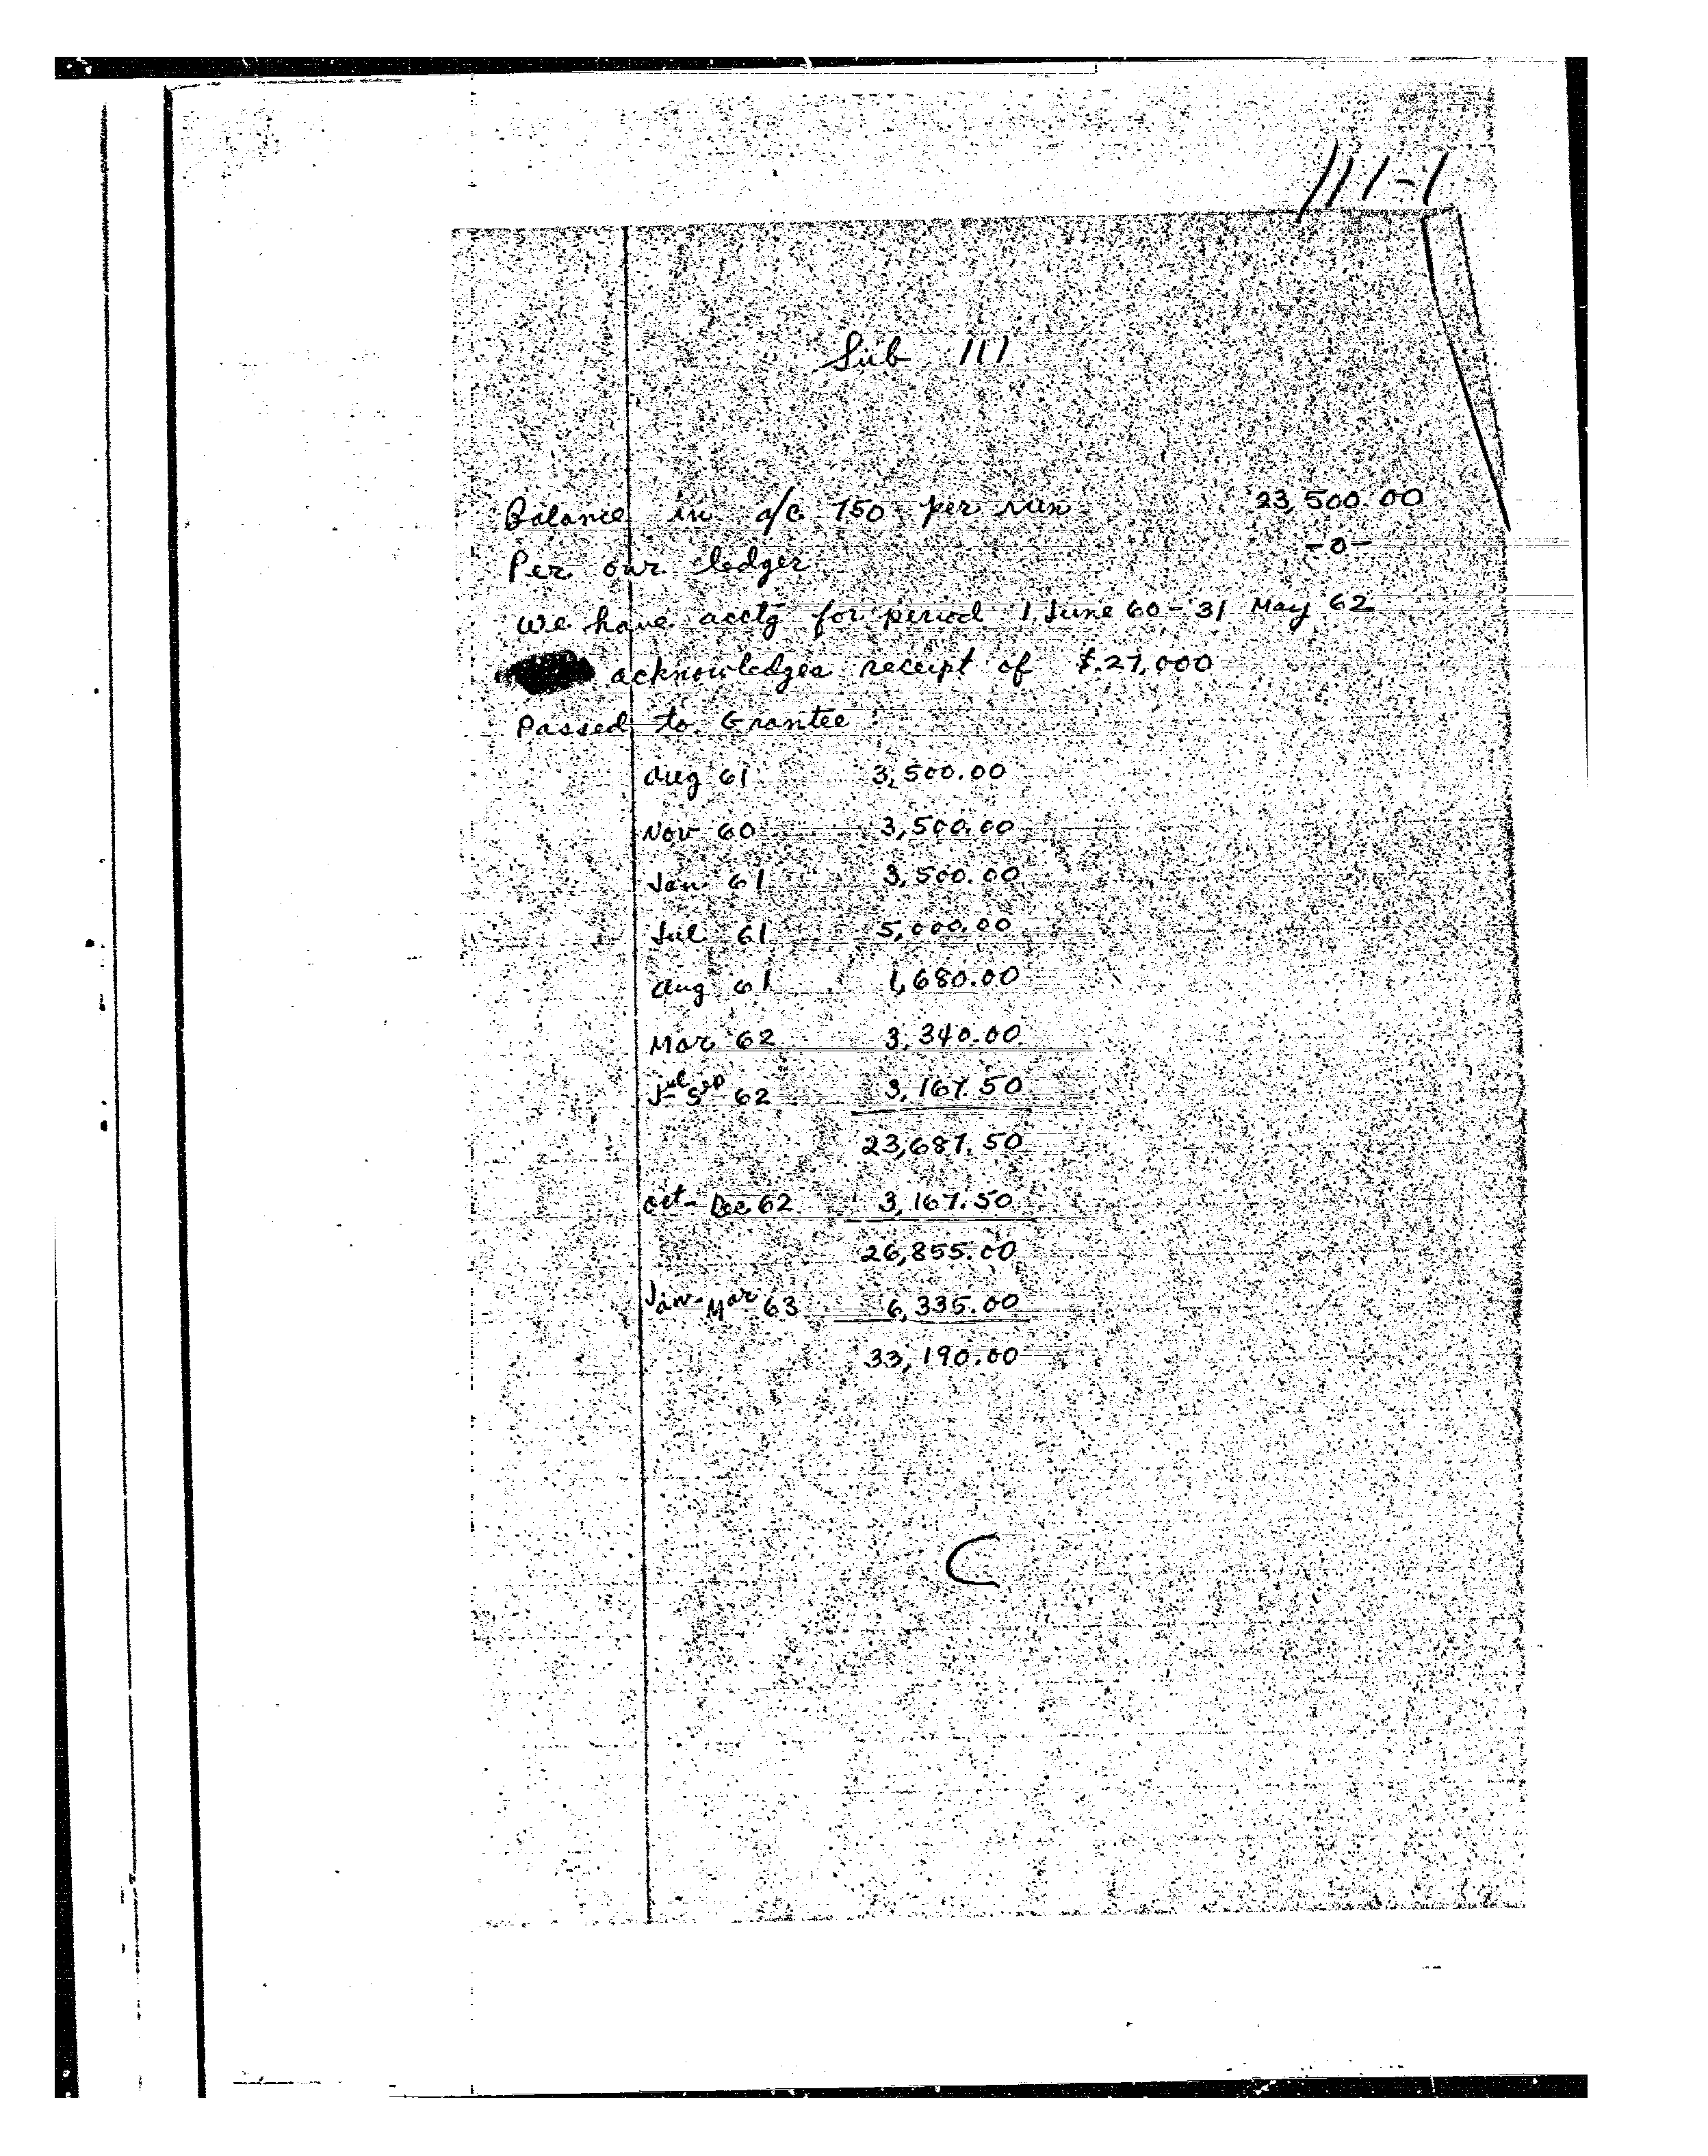 111-1
Sub 111
Balance in a/c 750 per run 23,500.00
Per our ledger -0-
We have acctg for period 1 June 60 - 31 May 62
acknowledges receipt of $27,000
Passed to Grantee
Aug 61 3,500.00
Nov 60 3,500.00
Jan 61 3,500.00
Jul 61 5,000.00
Aug 61 1,680.00
Mar 62 3,340.00
Jul-Sep 62 3,167.50
23,687.50
Oct-Dec 62 3,167.50
26,855.00
Jan-Mar 63 6,335.00
33,190.00
C